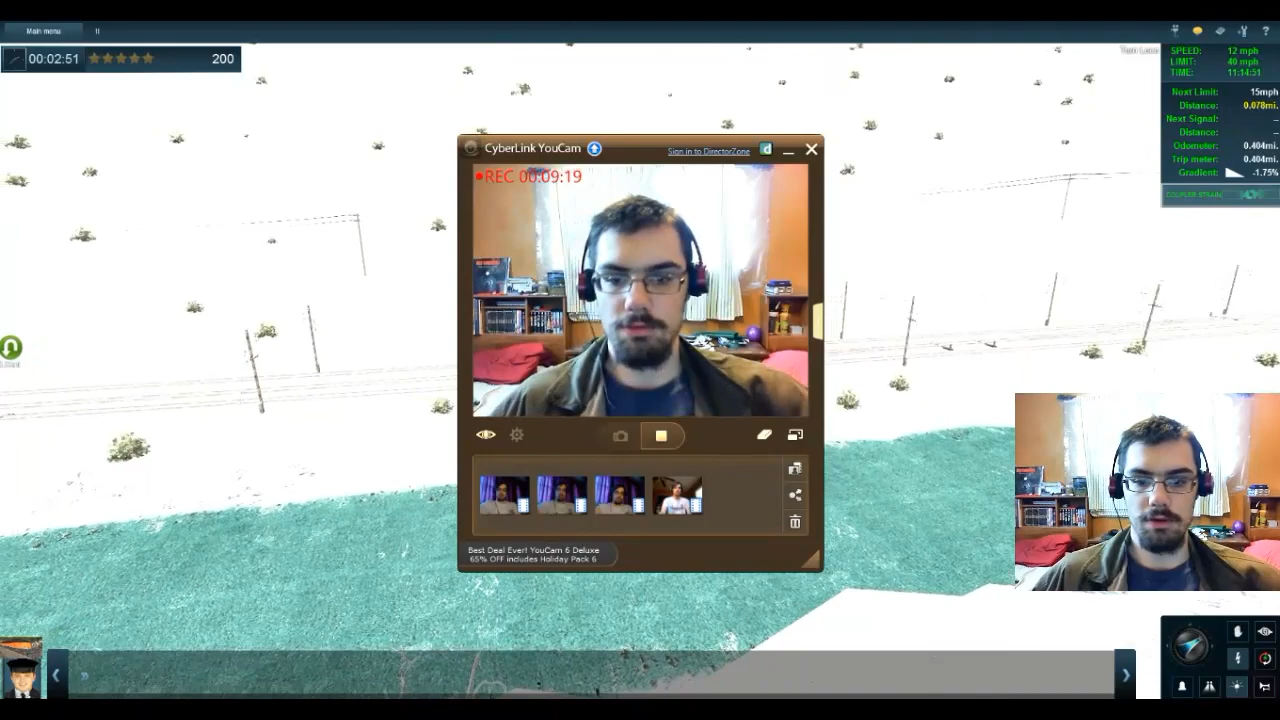 Main menu
00:02:51
200
SPEED: 12 mph
LIMIT: 40 mph
TIME: 11:14:51
Next Limit: 15mph
Distance: 0.078mi.
Next Signal: --
Distance: --
Odometer: 0.404mi.
Trip meter: 0.404mi.
Gradient: -1.75%
COUPLER STRAIN:
CyberLink YouCam
Sign in to DirectorZone
REC 00:09:19
Best Deal Ever! YouCam 6 Deluxe
65% OFF includes Holiday Pack 6